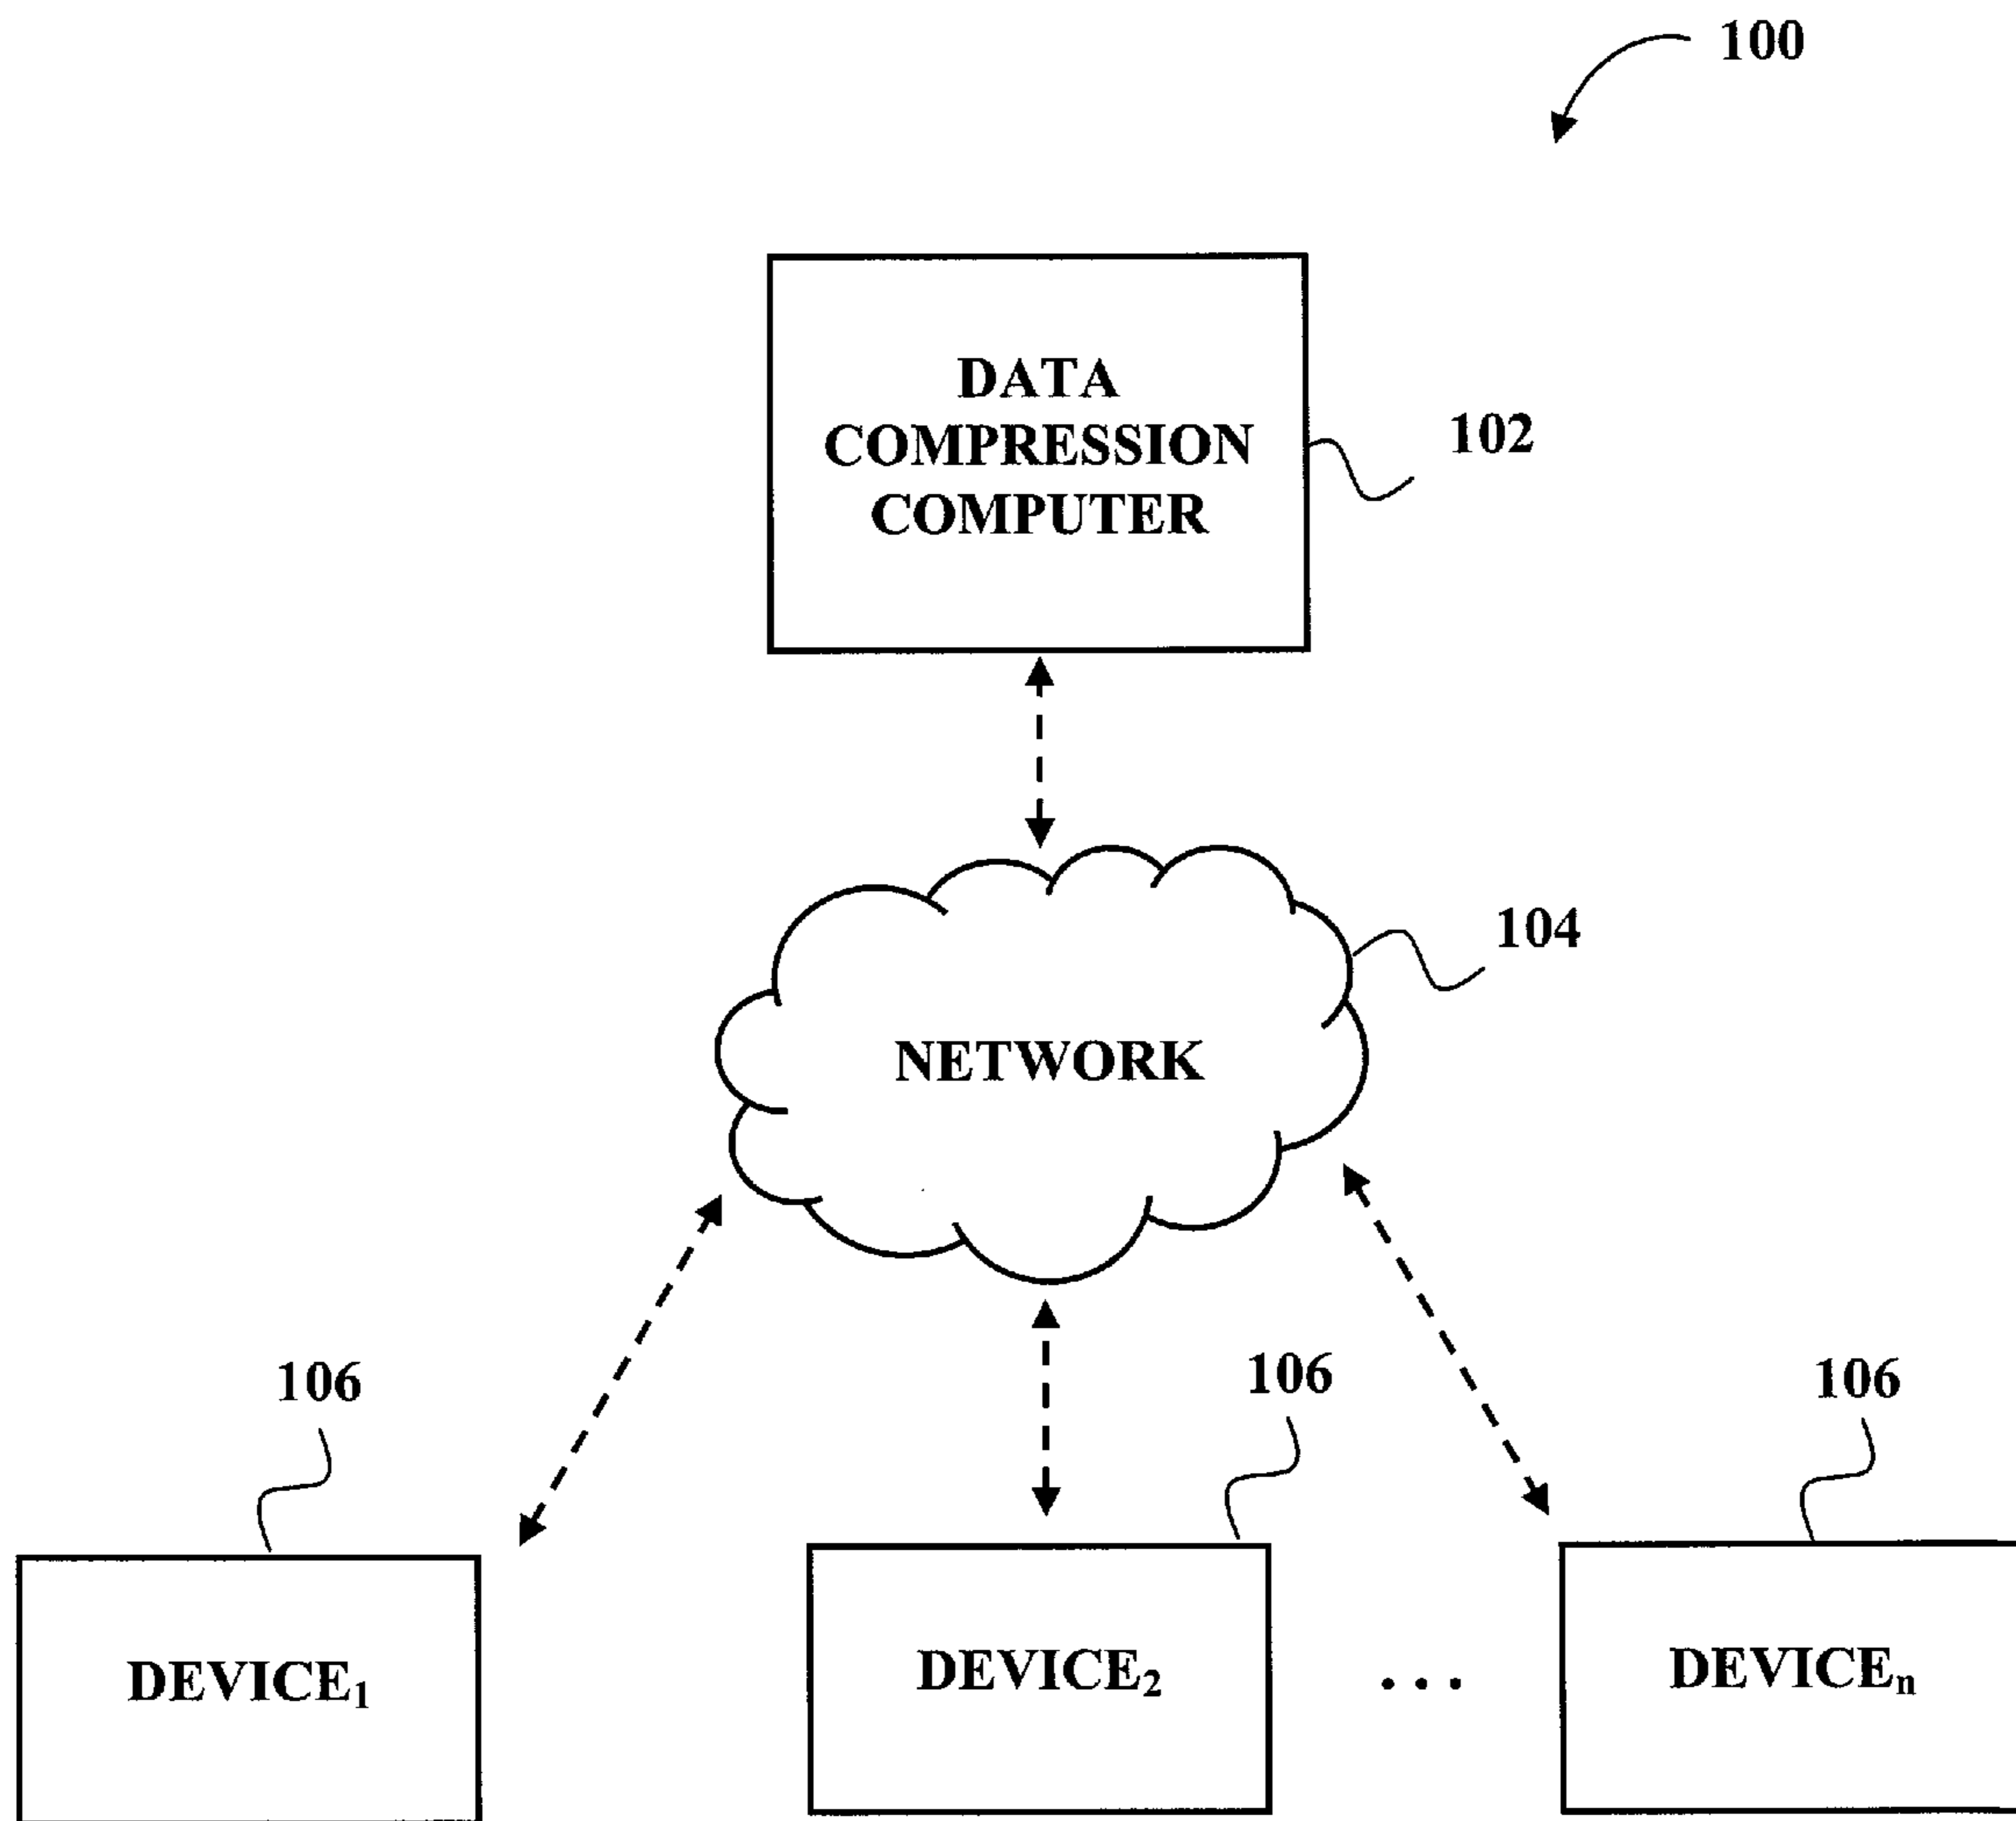 100
DATA
COMPRESSION
COMPUTER
102
104
NETWORK
106
106
106
DEVICE₁
DEVICE₂
...
DEVICEₙ